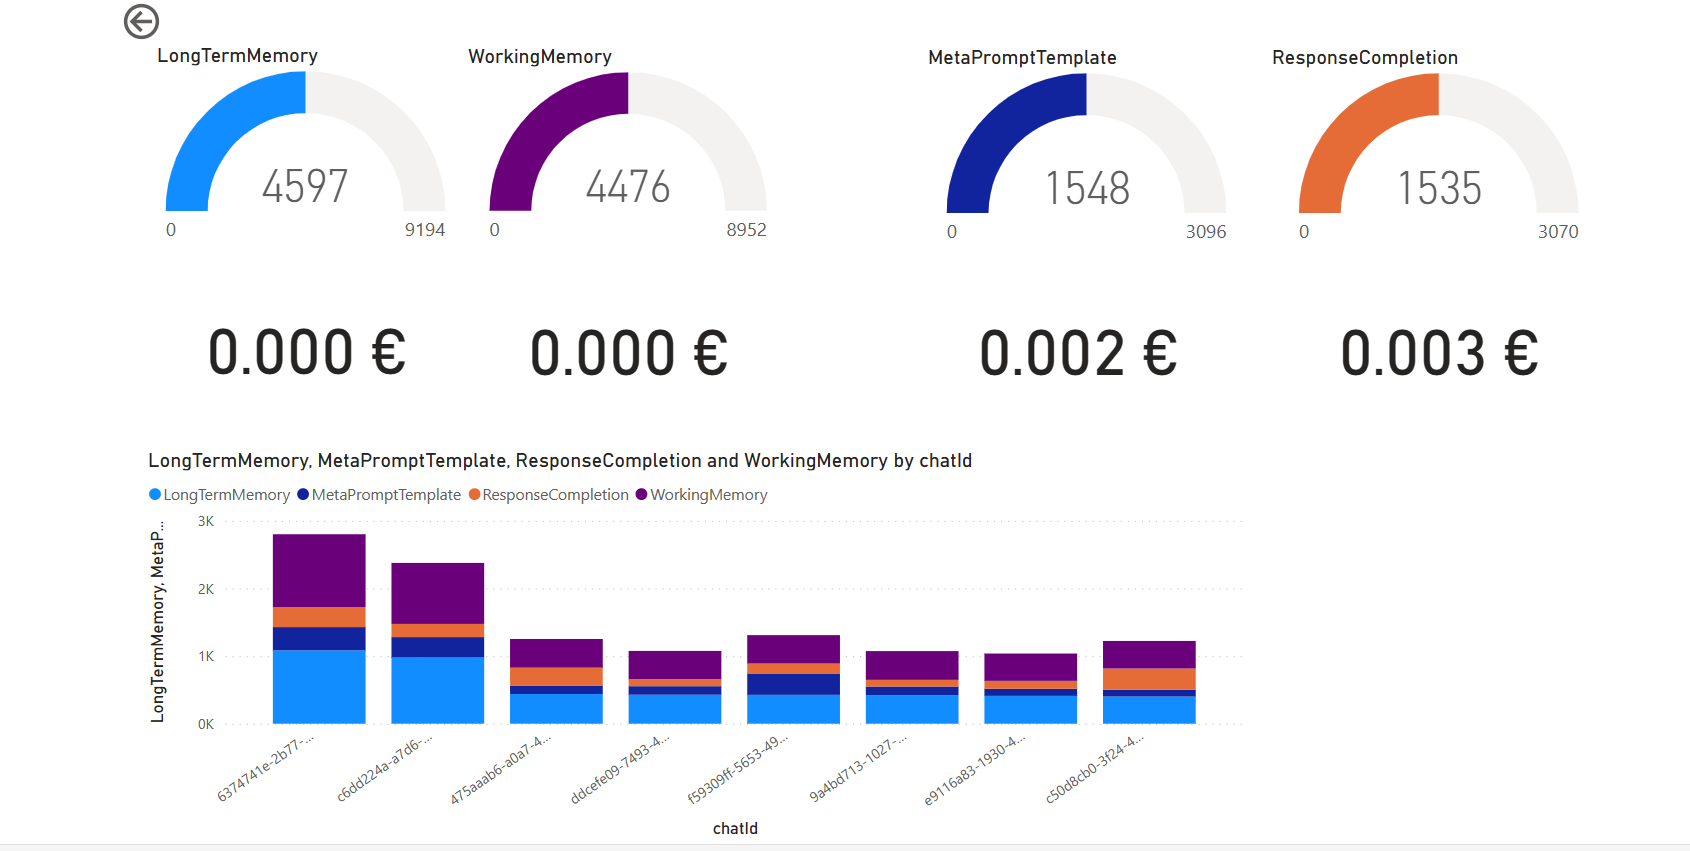 LongTermMemory
WorkingMemory
MetaPromptTemplate
ResponseCompletion
4597
0
9194
4476
0
8952
1548
0
3096
1535
0
3070
0.000 €
0.000 €
0.002 €
0.003 €
LongTermMemory, MetaPromptTemplate, ResponseCompletion and WorkingMemory by chatId
LongTermMemory MetaPromptTemplate ResponseCompletion WorkingMemory
LongTermMemory, MetaP...
3K
2K
1K
0K
6374741e-2b77-...
c6dd224a-a7d6-...
475aaab6-a0a7-4...
ddcefe09-7493-4...
f59309ff-5653-49...
9a4bd713-1027-...
e9116a83-1930-4...
c50d8cb0-3f24-4...
chatId